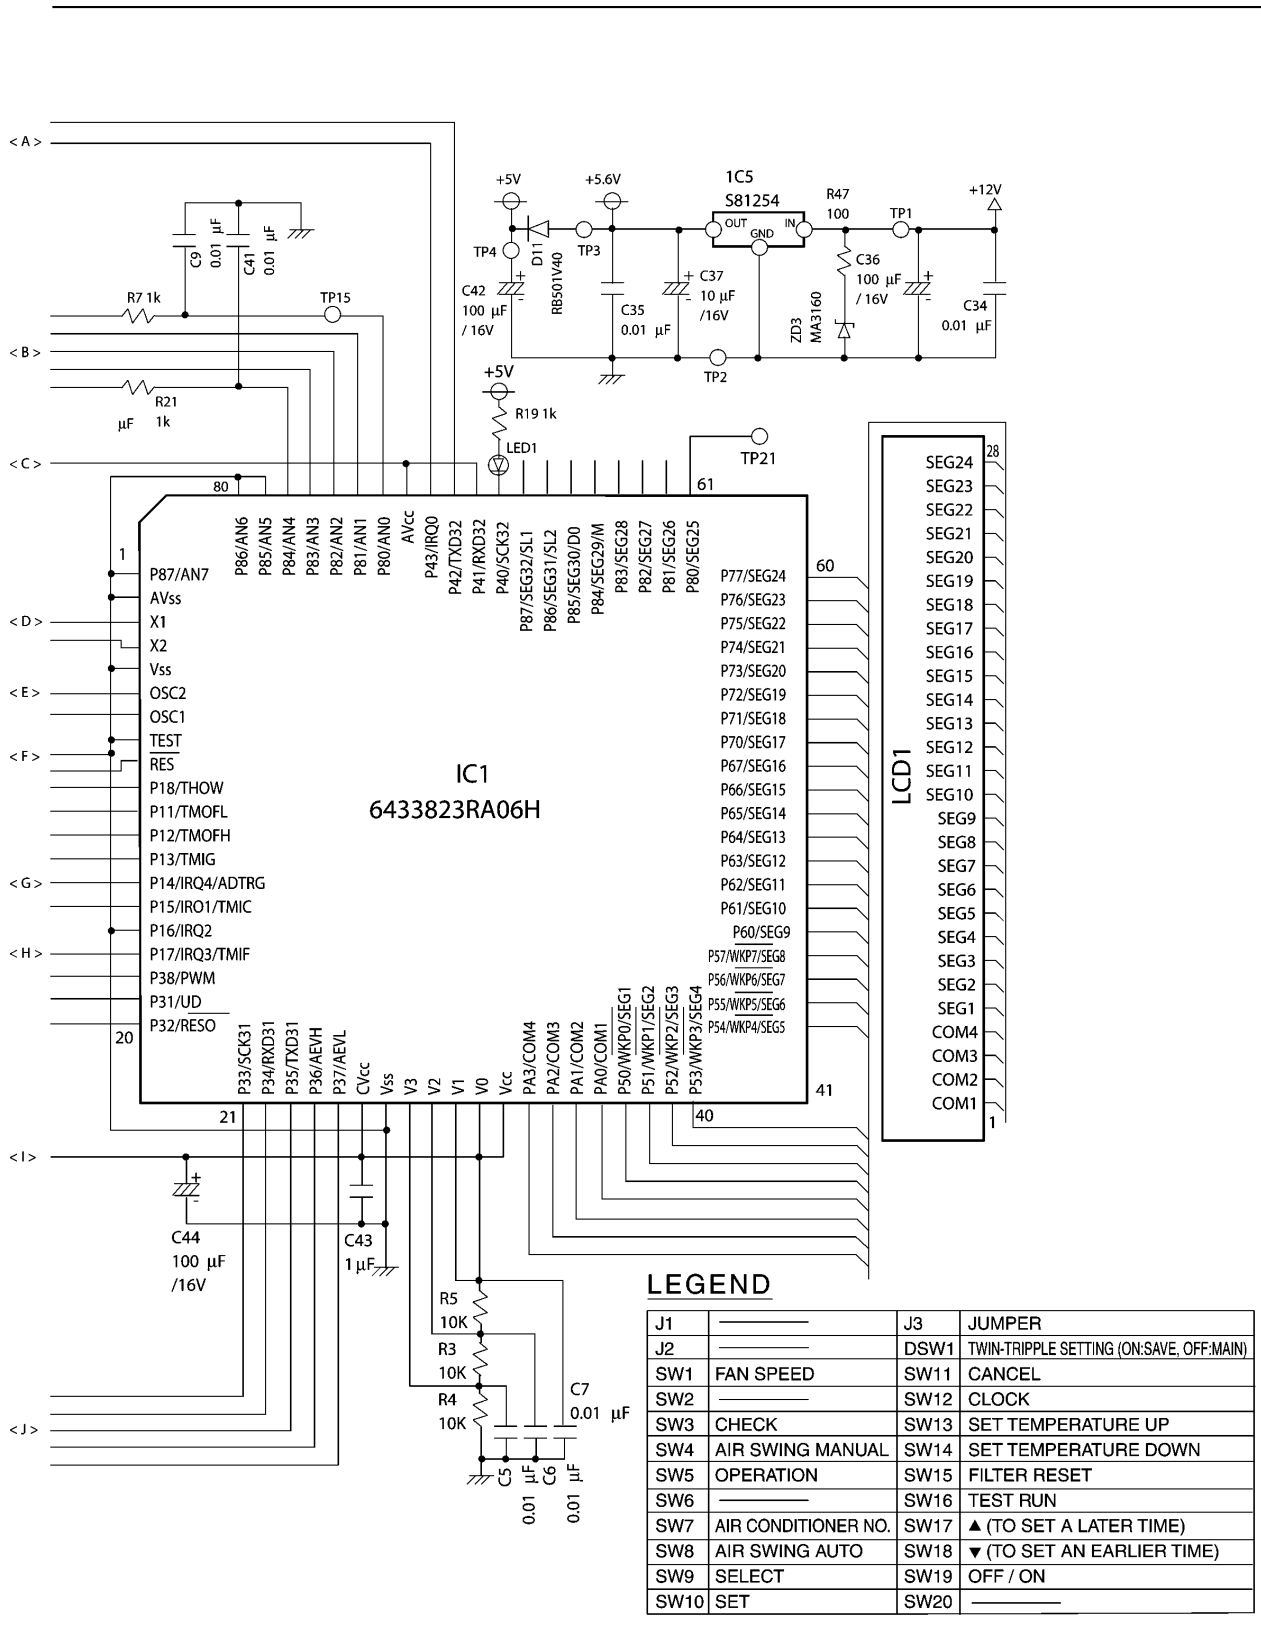 < A >
+5V
+5.6V
1C5
S81254
R47
100
TP1
+12V
OUT
IN
GND
C9
0.01 μF
C41
0.01 μF
TP4
D11
RB501V40
TP3
C42
100 μF
/ 16V
C35
0.01 μF
C37
10 μF
/16V
+
-
C36
100 μF
/ 16V
ZD3
MA3160
C34
0.01 μF
TP2
R7 1k
TP15
< B >
R21
1k
μF
+5V
R19 1k
LED1
< C >
TP21
80
61
P86/AN6
P85/AN5
P84/AN4
P83/AN3
P82/AN2
P81/AN1
P80/AN0
AVcc
P43/IRQ0
P42/TXD32
P41/RXD32
P40/SCK32
P87/SEG32/SL1
P86/SEG31/SL2
P85/SEG30/D0
P84/SEG29/M
P83/SEG28
P82/SEG27
P81/SEG26
P80/SEG25
1
P87/AN7
AVss
< D >
X1
X2
Vss
< E >
OSC2
OSC1
TEST
< F >
RES
P18/THOW
P11/TMOFL
P12/TMOFH
P13/TMIG
< G >
P14/IRQ4/ADTRG
P15/IRO1/TMIC
P16/IRQ2
< H >
P17/IRQ3/TMIF
P38/PWM
P31/UD
P32/RESO
20
IC1
6433823RA06H
60
P77/SEG24
P76/SEG23
P75/SEG22
P74/SEG21
P73/SEG20
P72/SEG19
P71/SEG18
P70/SEG17
P67/SEG16
P66/SEG15
P65/SEG14
P64/SEG13
P63/SEG12
P62/SEG11
P61/SEG10
P60/SEG9
P57/WKP7/SEG8
P56/WKP6/SEG7
P55/WKP5/SEG6
P54/WKP4/SEG5
41
P33/SCK31
P34/RXD31
P35/TXD31
P36/AEVH
P37/AEVL
CVcc
Vss
V3
V2
V1
V0
Vcc
PA3/COM4
PA2/COM3
PA1/COM2
PA0/COM1
P50/WKP0/SEG1
P51/WKP1/SEG2
P52/WKP2/SEG3
P53/WKP3/SEG4
21
40
LCD1
28
SEG24
SEG23
SEG22
SEG21
SEG20
SEG19
SEG18
SEG17
SEG16
SEG15
SEG14
SEG13
SEG12
SEG11
SEG10
SEG9
SEG8
SEG7
SEG6
SEG5
SEG4
SEG3
SEG2
SEG1
COM4
COM3
COM2
COM1
1
< I >
+
-
C44
100 μF
/16V
C43
1 μF
R5
10K
R3
10K
R4
10K
C7
0.01 μF
C5
0.01 μF
C6
0.01 μF
< J >
LEGEND
J1 J3 JUMPER
J2 DSW1 TWIN-TRIPPLE SETTING (ON:SAVE, OFF:MAIN)
SW1 FAN SPEED SW11 CANCEL
SW2 SW12 CLOCK
SW3 CHECK SW13 SET TEMPERATURE UP
SW4 AIR SWING MANUAL SW14 SET TEMPERATURE DOWN
SW5 OPERATION SW15 FILTER RESET
SW6 SW16 TEST RUN
SW7 AIR CONDITIONER NO. SW17 ▲ (TO SET A LATER TIME)
SW8 AIR SWING AUTO SW18 ▼ (TO SET AN EARLIER TIME)
SW9 SELECT SW19 OFF / ON
SW10 SET SW20